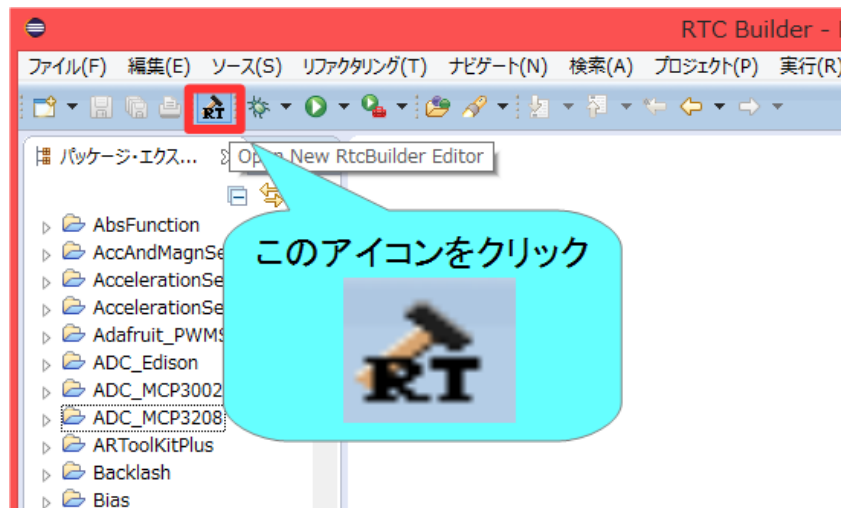 RTC Builder -
ファイル(F) 編集(E) ソース(S) リファクタリング(T) ナビゲート(N) 検索(A) プロジェクト(P) 実行(R)
RT
パッケージ・エクス...
Open New RtcBuilder Editor
AbsFunction
AccAndMagnSe
AccelerationSe
AccelerationSe
Adafruit_PWMS
ADC_Edison
ADC_MCP3002
ADC_MCP3208
ARToolKitPlus
Backlash
Bias
このアイコンをクリック
RT